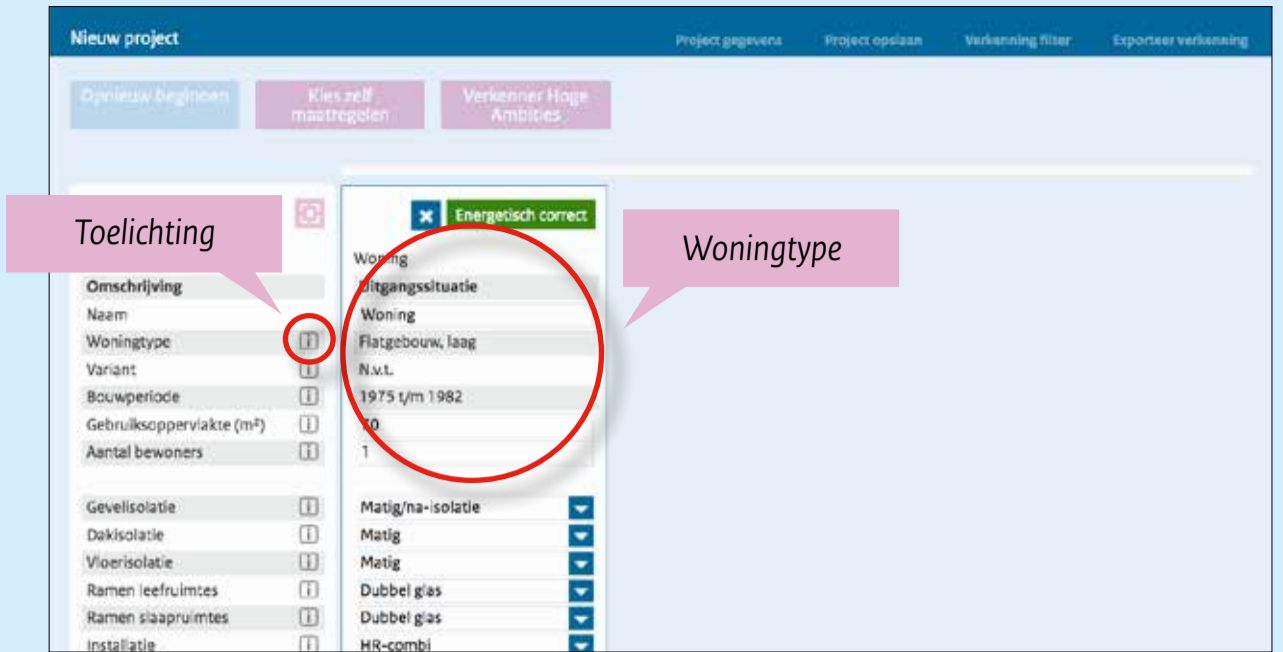 Nieuw project Project gegevens Project opslaan Verkenning filter Exporteer verkenning
Opnieuw beginnen Kies zelf maatregelen Verkenner Hoge Ambities
Toelichting
Energetisch correct
Woningtype
Woning
Omschrijving Uitgangssituatie
Naam Woning
Woningtype Flatgebouw, laag
Variant N.v.t.
Bouwperiode 1975 t/m 1982
Gebruiksoppervlakte (m²) 70
Aantal bewoners 1
Gevelisolatie Matig/na-isolatie
Dakisolatie Matig
Vloerisolatie Matig
Ramen leefruimtes Dubbel glas
Ramen slaapruimtes Dubbel glas
Installatie HR-combi